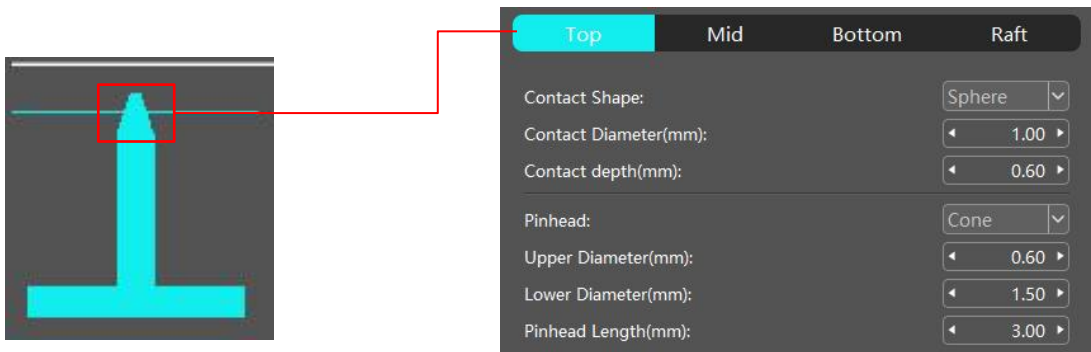 Top Mid Bottom Raft
Contact Shape: Sphere
Contact Diameter(mm): 1.00
Contact depth(mm): 0.60
Pinhead: Cone
Upper Diameter(mm): 0.60
Lower Diameter(mm): 1.50
Pinhead Length(mm): 3.00